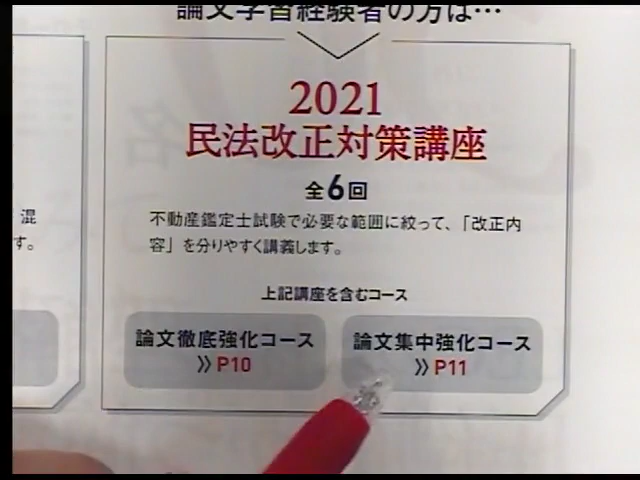 論文学習経験者の方は…
2021
民法改正対策講座
全6回
不動産鑑定士試験で必要な範囲に絞って、「改正内
容」を分りやすく講義します。
混
す。
上記講座を含むコース
論文徹底強化コース
》P10
論文集中強化コース
》P11